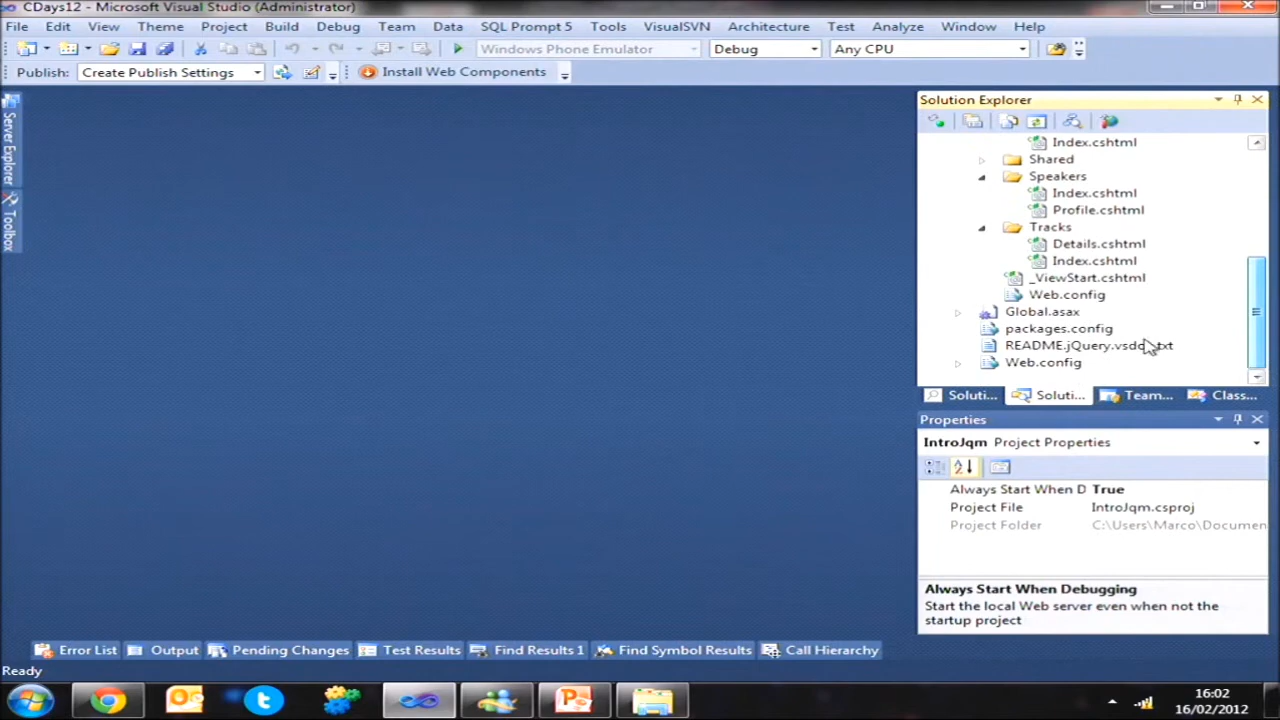 CDays12 - Microsoft Visual Studio (Administrator)
File Edit View Theme Project Build Debug Team Data SQL Prompt 5 Tools VisualSVN Architecture Test Analyze Window Help
Windows Phone Emulator Debug Any CPU
Publish: Create Publish Settings Install Web Components
Server Explorer
Toolbox
Solution Explorer
Index.cshtml
Shared
Speakers
Index.cshtml
Profile.cshtml
Tracks
Details.cshtml
Index.cshtml
_ViewStart.cshtml
Web.config
Global.asax
packages.config
README.jQuery.vsdoc.txt
Web.config
Soluti... Soluti... Team... Class...
Properties
IntroJqm Project Properties
Always Start When D True
Project File IntroJqm.csproj
Project Folder C:\Users\Marco\Documen
Always Start When Debugging
Start the local Web server even when not the
startup project
Error List Output Pending Changes Test Results Find Results 1 Find Symbol Results Call Hierarchy
Ready
16:02
16/02/2012